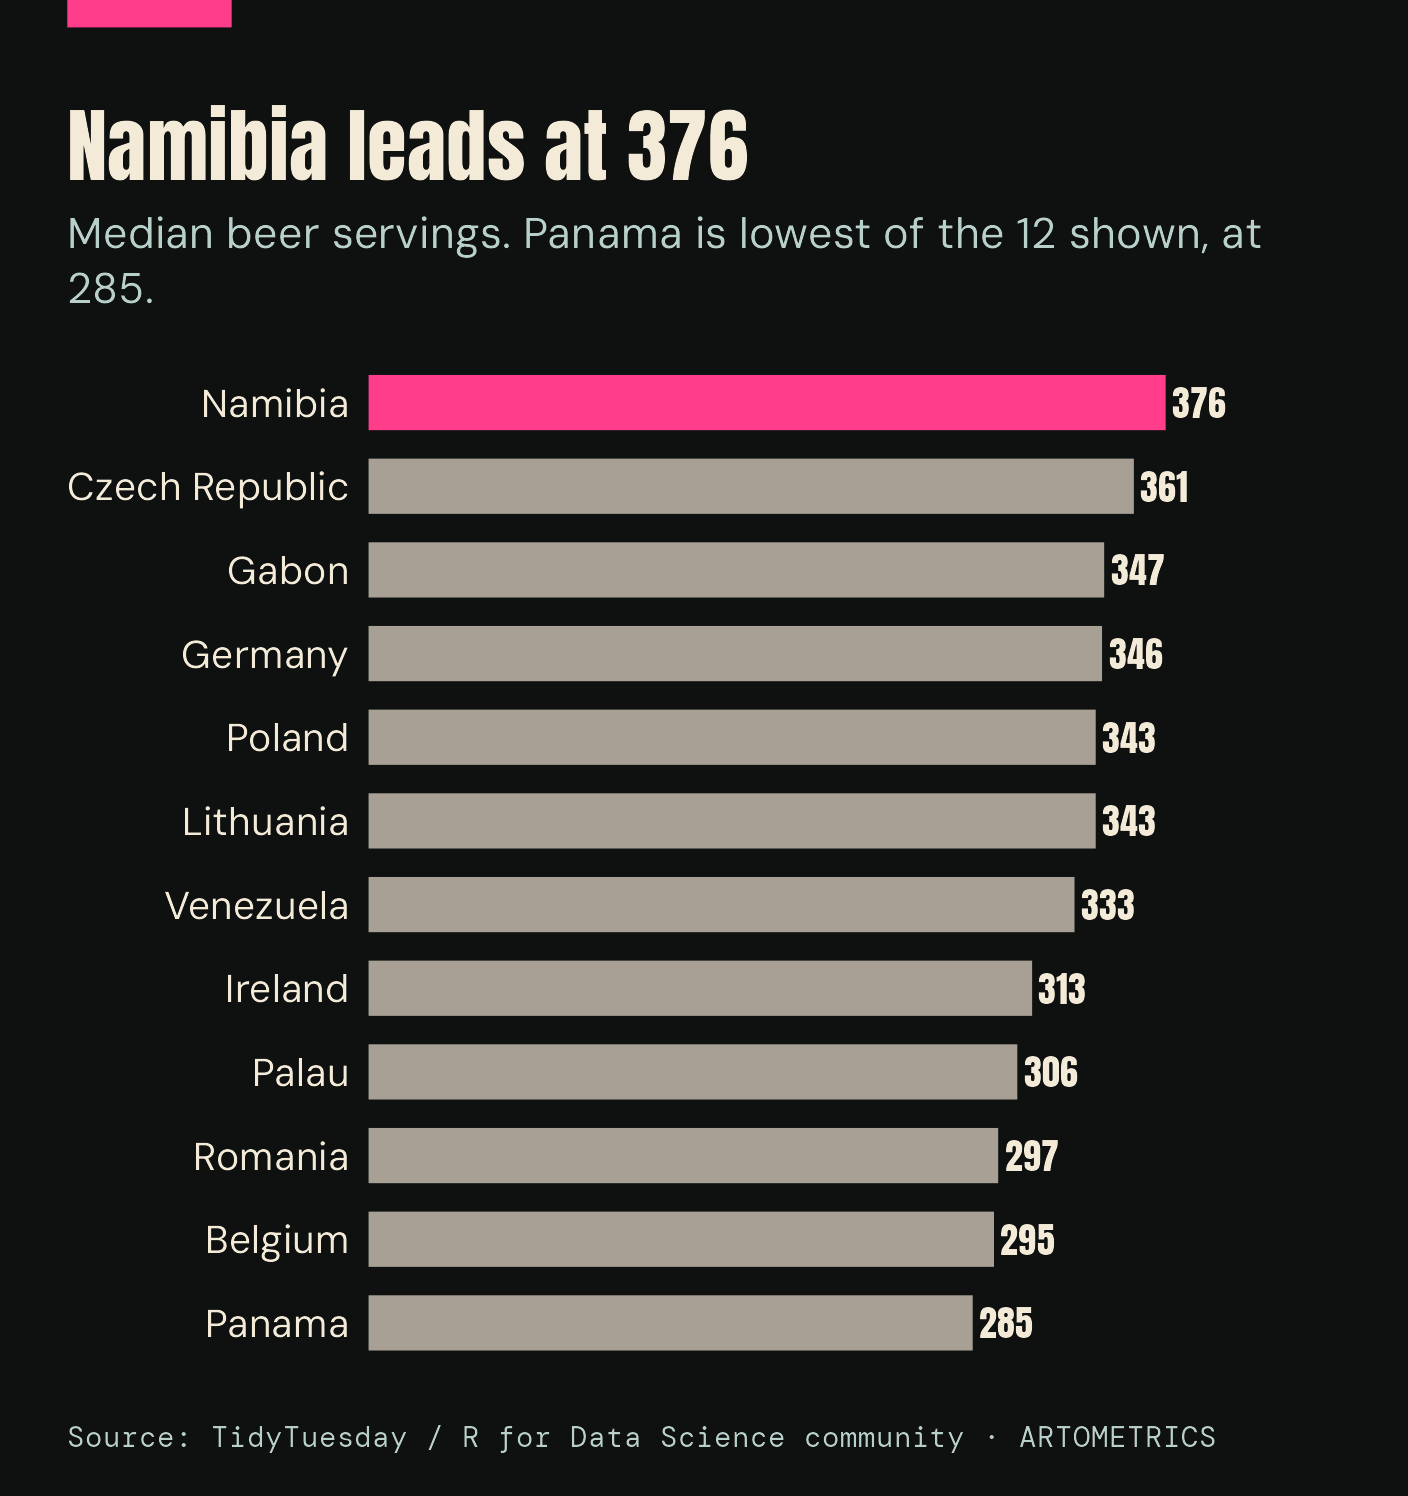 Namibia leads at 376
Median beer servings. Panama is lowest of the 12 shown, at
285.
Namibia 376
Czech Republic 361
Gabon 347
Germany 346
Poland 343
Lithuania 343
Venezuela 333
Ireland 313
Palau 306
Romania 297
Belgium 295
Panama 285
Source: TidyTuesday / R for Data Science community · ARTOMETRICS